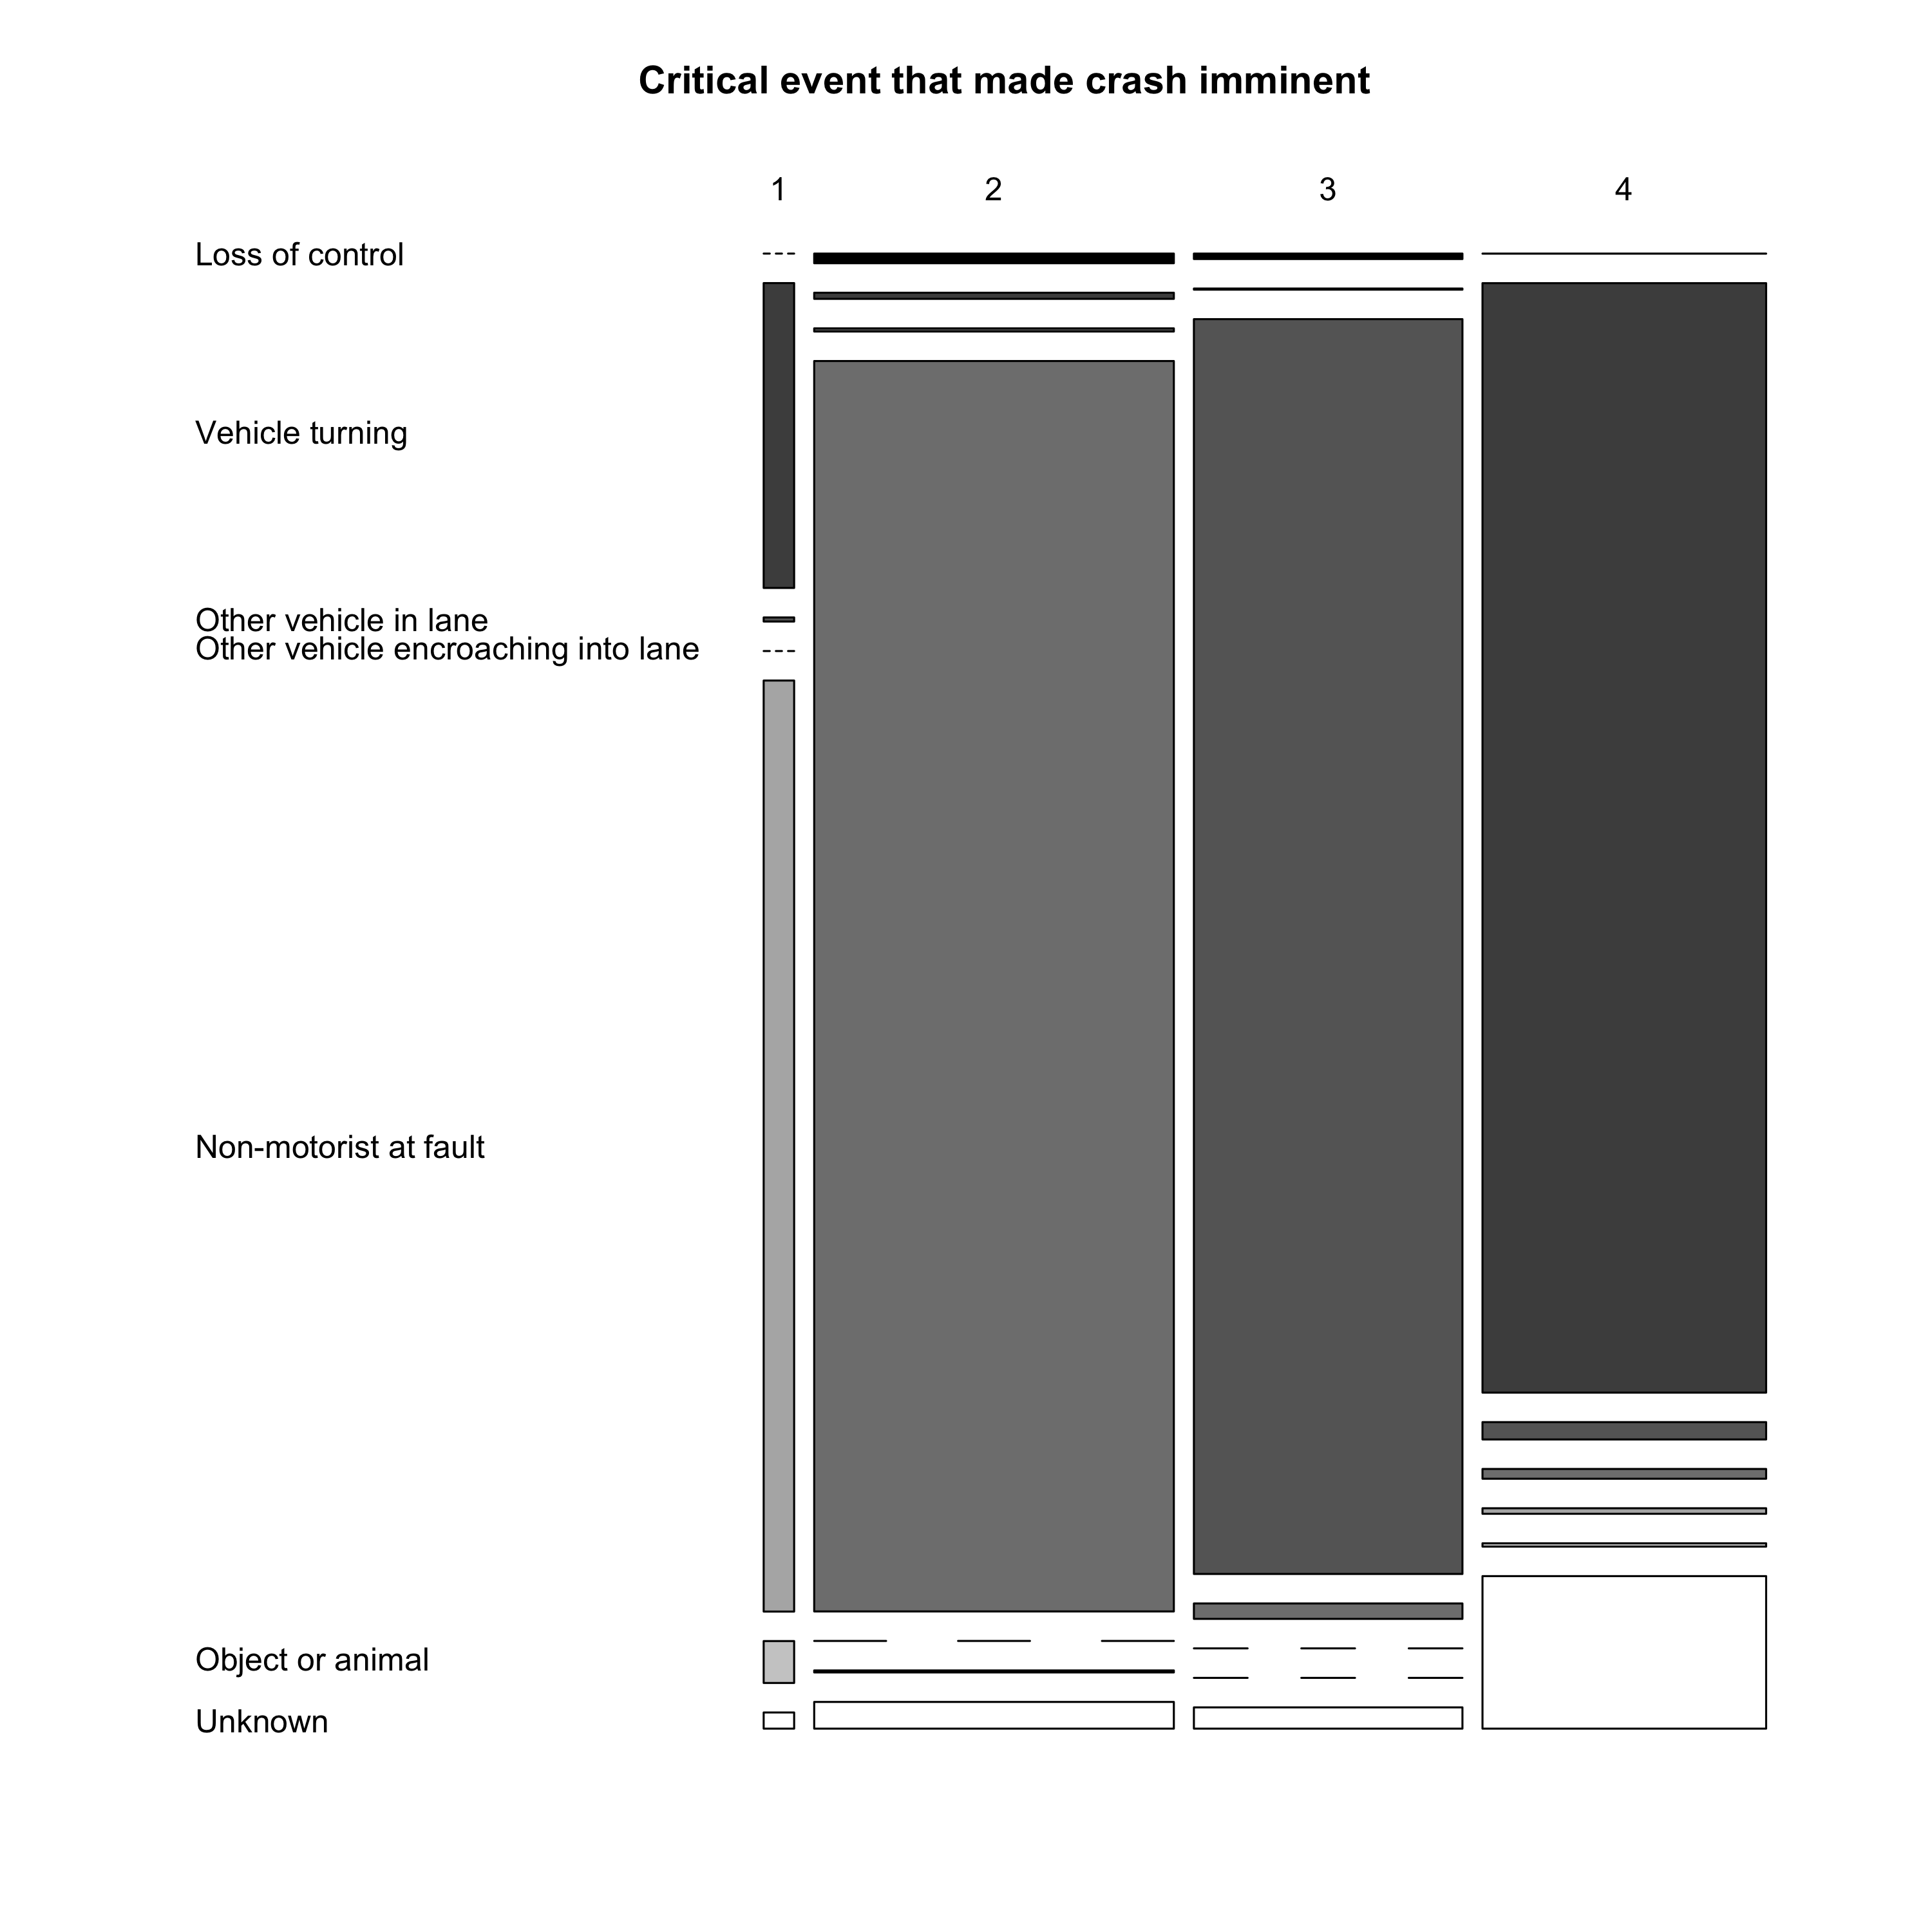 Critical event that made crash imminent
1 2 3 4
Loss of control
Vehicle turning
Other vehicle in lane
Other vehicle encroaching into lane
Non-motorist at fault
Object or animal
Unknown